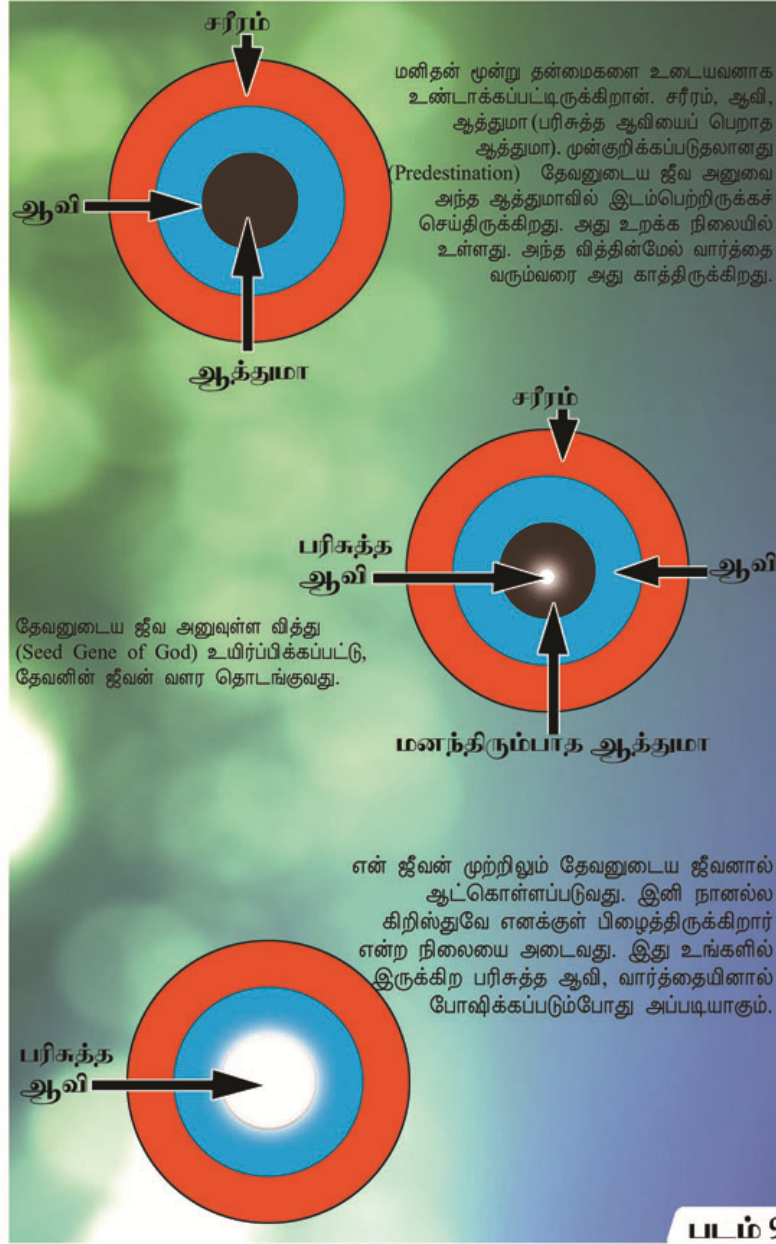 சரீரம்
மனிதன் மூன்று தன்மைகளை உடையவனாக
உண்டாக்கப்பட்டிருக்கிறான். சரீரம், ஆவி,
ஆத்துமா (பரிசுத்த ஆவியைப் பெறாத
ஆத்துமா). முன்குறிக்கப்படுதலானது
(Predestination) தேவனுடைய ஜீவ அனுவை
அந்த ஆத்துமாவில் இடம்பெற்றிருக்கச்
செய்திருக்கிறது. அது உறக்க நிலையில்
உள்ளது. அந்த வித்தின்மேல் வார்த்தை
வரும்வரை அது காத்திருக்கிறது.
ஆவி
ஆத்துமா
சரீரம்
பரிசுத்த
ஆவி
ஆவி
தேவனுடைய ஜீவ அனுவுள்ள வித்து
(Seed Gene of God) உயிர்ப்பிக்கப்பட்டு,
தேவனின் ஜீவன் வளர தொடங்குவது.
மனந்திரும்பாத ஆத்துமா
என் ஜீவன் முற்றிலும் தேவனுடைய ஜீவனால்
ஆட்கொள்ளப்படுவது. இனி நானல்ல
கிறிஸ்துவே எனக்குள் பிழைத்திருக்கிறார்
என்ற நிலையை அடைவது. இது உங்களில்
இருக்கிற பரிசுத்த ஆவி, வார்த்தையினால்
போஷிக்கப்படும்போது அப்படியாகும்.
பரிசுத்த
ஆவி
படம் 9